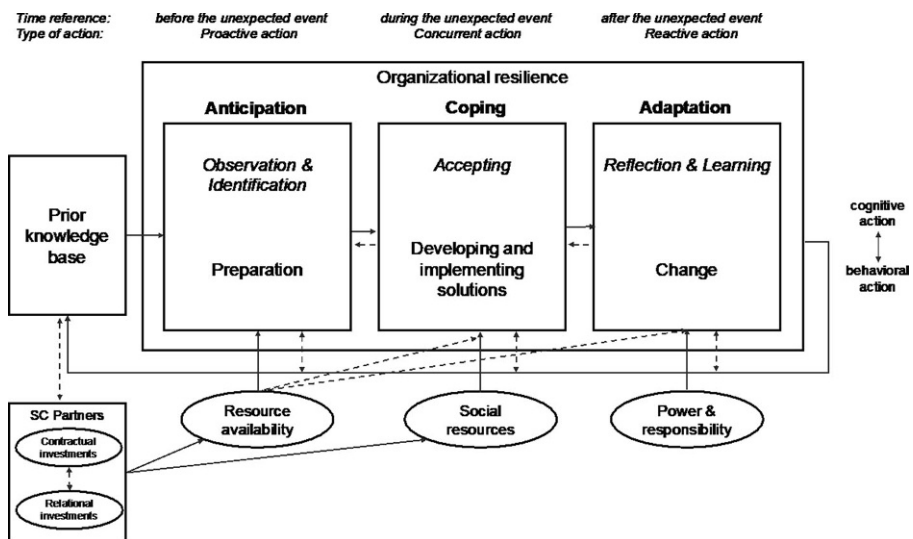 Time reference: before the unexpected event during the unexpected event after the unexpected event
Type of action: Proactive action Concurrent action Reactive action
Organizational resilience
Anticipation Coping Adaptation
Observation &
Identification
Accepting
Reflection & Learning
Prior
knowledge
base
Preparation
Developing and
implementing
solutions
Change
cognitive
action
behavioral
action
SC Partners
Contractual
investments
Relational
investments
Resource
availability
Social
resources
Power &
responsibility